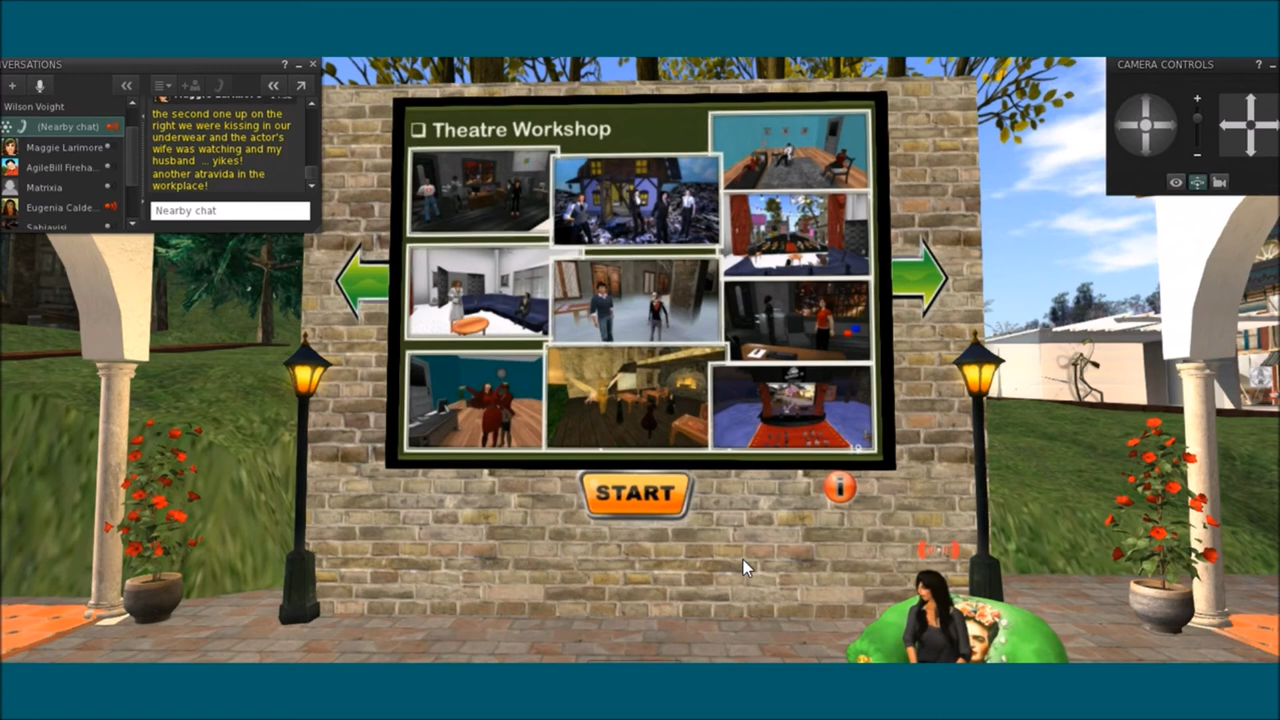 VERSATIONS
CAMERA CONTROLS
Wilson Voight
(Nearby chat)
Maggie Larimore
AgileBill Fireha...
Matrixia
Eugenia Calde...
the second one up on the
right we were kissing in our
underwear and the actor's
wife was watching and my
husband ... yikes!
another atravida in the
workplace!
Nearby chat
Theatre Workshop
START
i